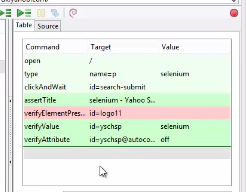 Table Source
Command Target Value
open /
type name=p selenium
clickAndWait id=search-submit
assertTitle selenium - Yahoo S...
verifyElementPres... id=logo11
verifyValue id=yschsp selenium
verifyAttribute id=yschsp@autoco... off